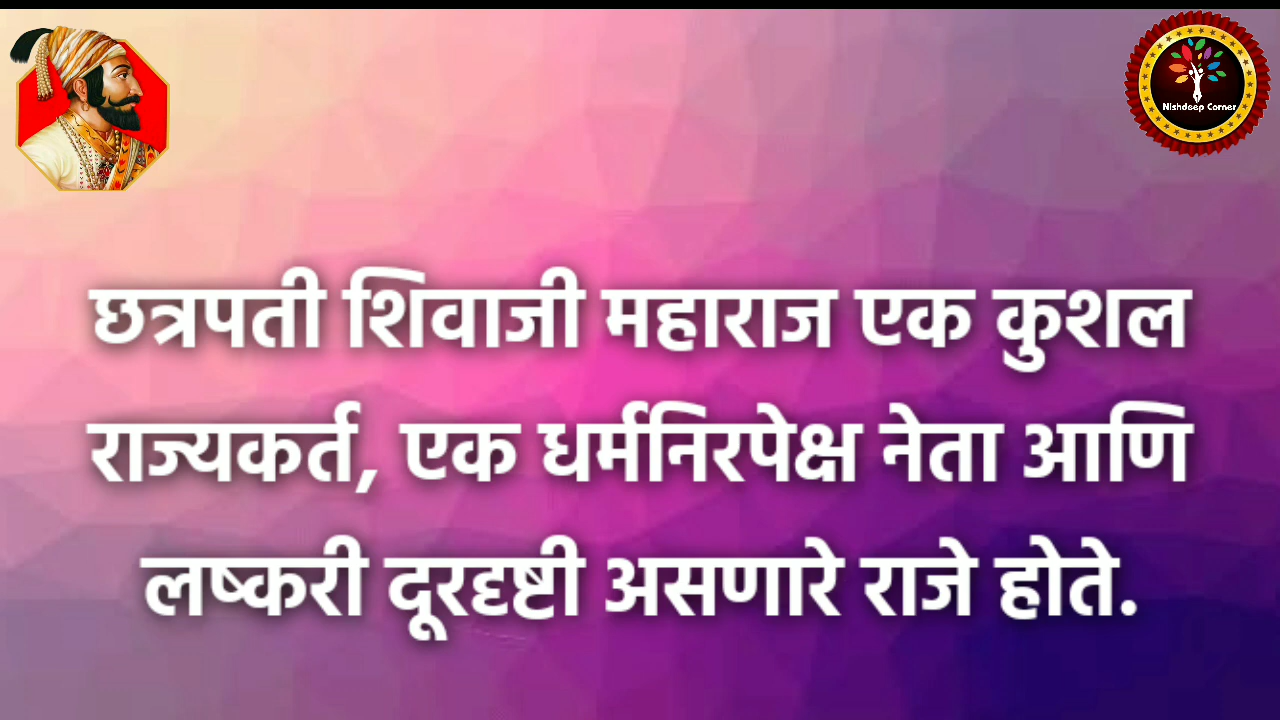 Nishdeep Corner
छत्रपती शिवाजी महाराज एक कुशल
राज्यकर्त, एक धर्मनिरपेक्ष नेता आणि
लष्करी दूरदृष्टी असणारे राजे होते.